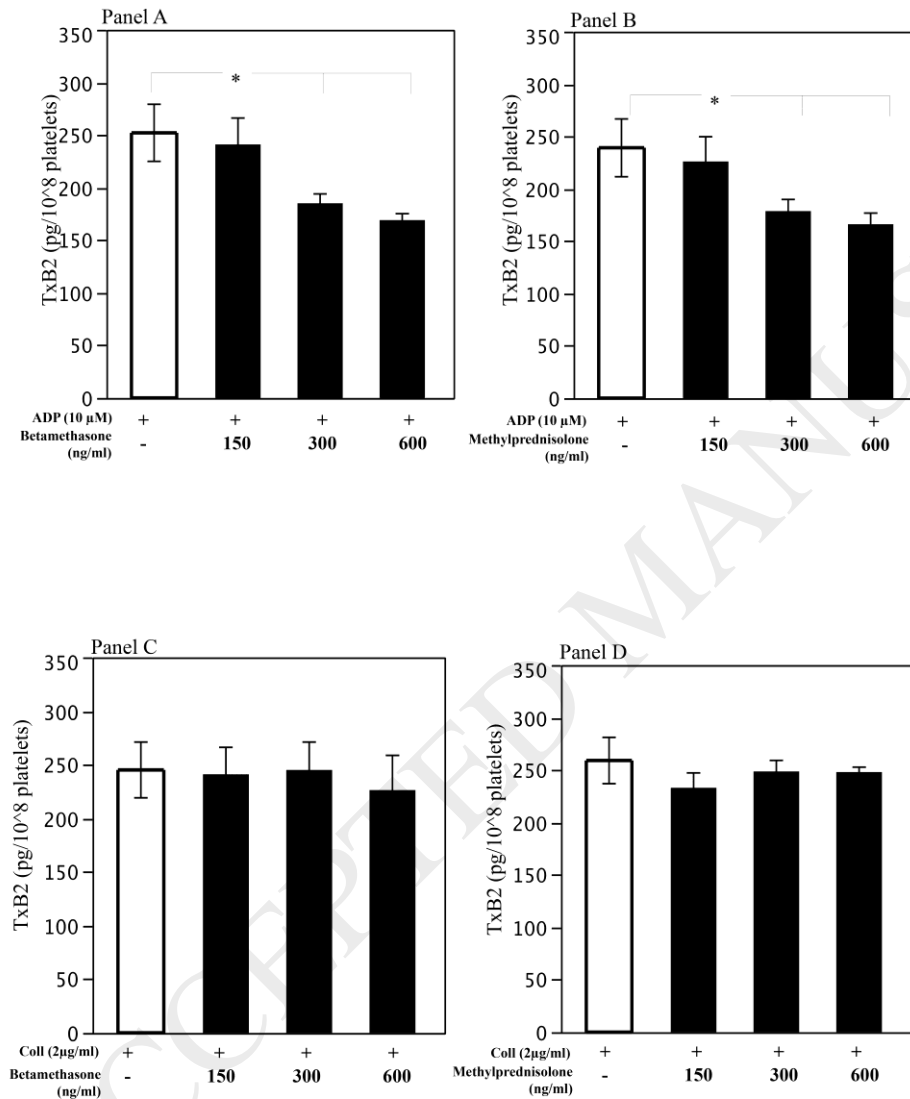 Panel A
TxB2 (pg/10^8 platelets)
350
300
250
200
150
100
50
0
*
ADP (10 µM) + + + +
Betamethasone
(ng/ml) - 150 300 600
Panel B
TxB2 (pg/10^8 platelets)
350
300
250
200
150
100
50
0
*
ADP (10 µM) + + + +
Methylprednisolone
(ng/ml) - 150 300 600
Panel C
TxB2 (pg/10^8 platelets)
350
300
250
200
150
100
50
0
Coll (2µg/ml) + + + +
Betamethasone - 150 300 600
(ng/ml)
Panel D
TxB2 (pg/10^8 platelets)
350
300
250
200
150
100
50
0
Coll (2µg/ml) + + + +
Methylprednisolone - 150 300 600
(ng/ml)
CCEPTED MANUS